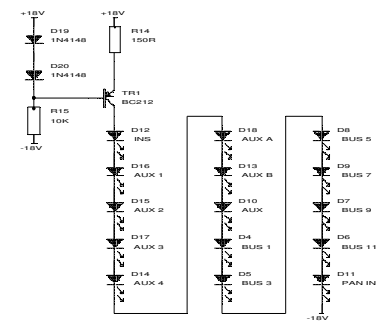 +18V
+18V
D19
1N4148
R14
150R
D20
1N4148
TR1
BC212
R15
10K
-18V
D12
INS
D18
AUX A
D8
BUS 5
D16
AUX 1
D13
AUX B
D9
BUS 7
D15
AUX 2
D10
AUX
D7
BUS 9
D17
AUX 3
D4
BUS 1
D6
BUS 11
D14
AUX 4
D5
BUS 3
D11
PAN IN
-18V